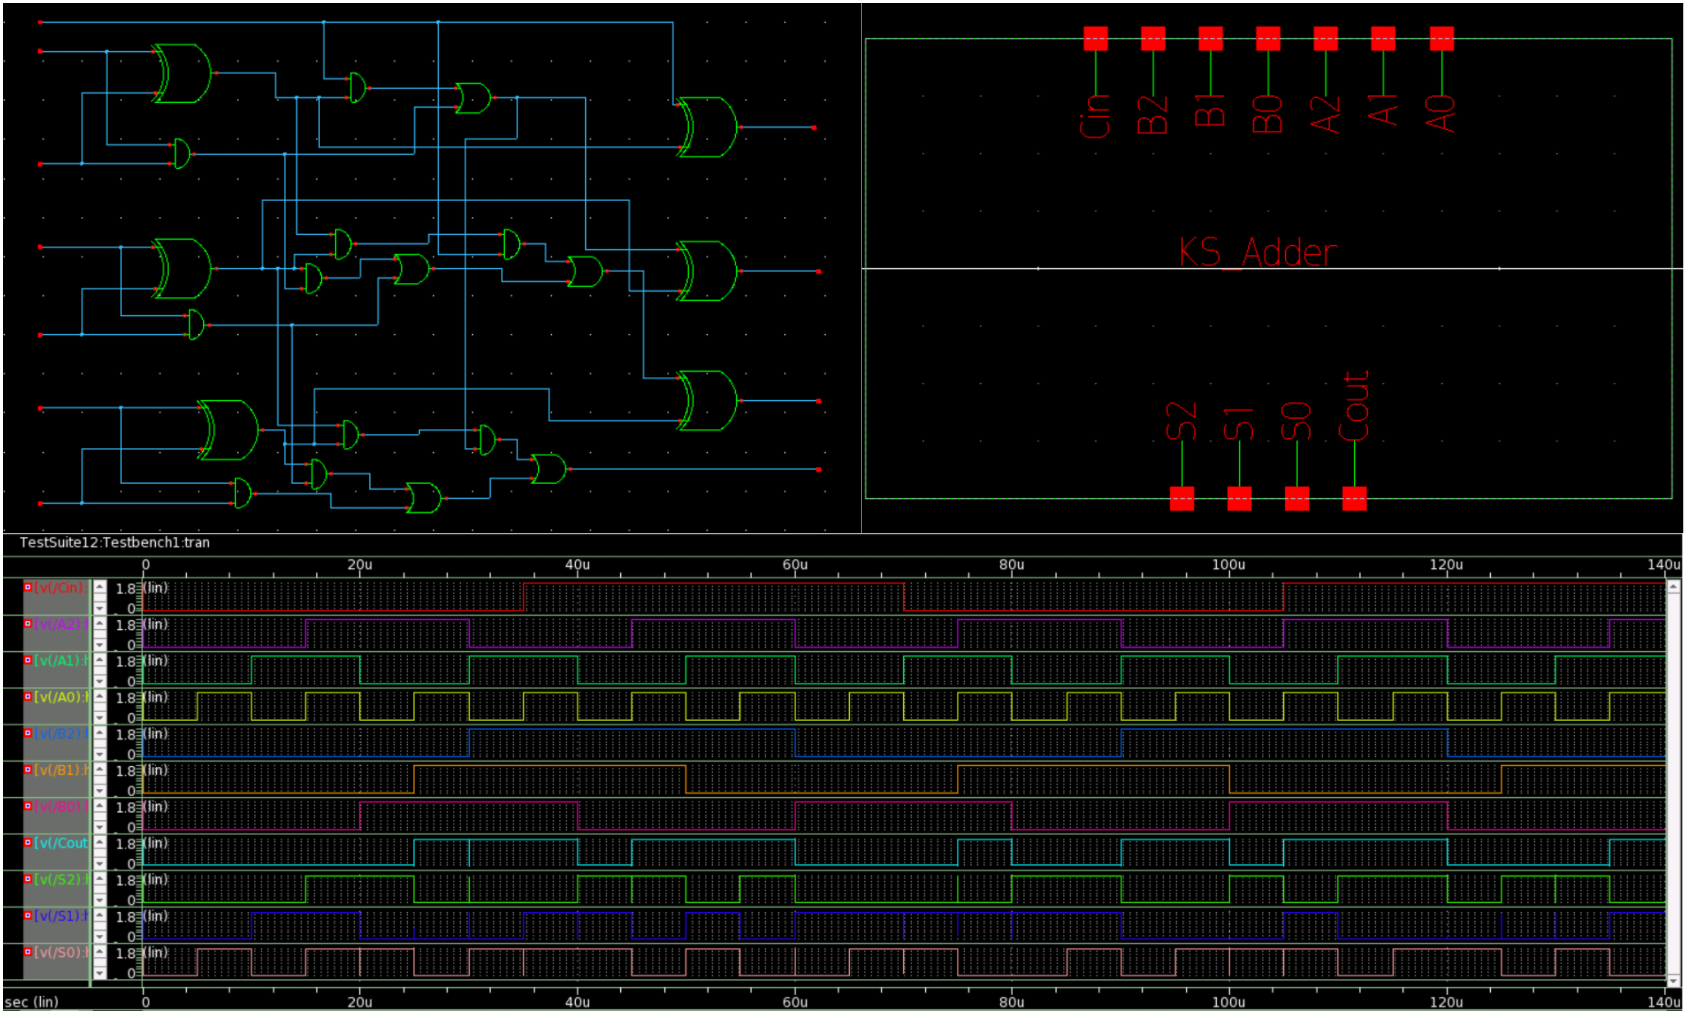 Cin B2 B1 B0 A2 A1 A0
KS_Adder
S2 S1 S0 Cout
TestSuite12:Testbench1:tran
0 20u 40u 60u 80u 100u 120u 140u
[v(/Cin): 1.8 (lin)
0
[v(/A2): 1.8 (lin)
0
[v(/A1): 1.8 (lin)
0
[v(/A0): 1.8 (lin)
0
[v(/B2): 1.8 (lin)
0
[v(/B1): 1.8 (lin)
0
[v(/B0): 1.8 (lin)
0
[v(/Cout 1.8 (lin)
0
[v(/S2): 1.8 (lin)
0
[v(/S1): 1.8 (lin)
0
[v(/S0): 1.8 (lin)
0
sec (lin) 0 20u 40u 60u 80u 100u 120u 140u